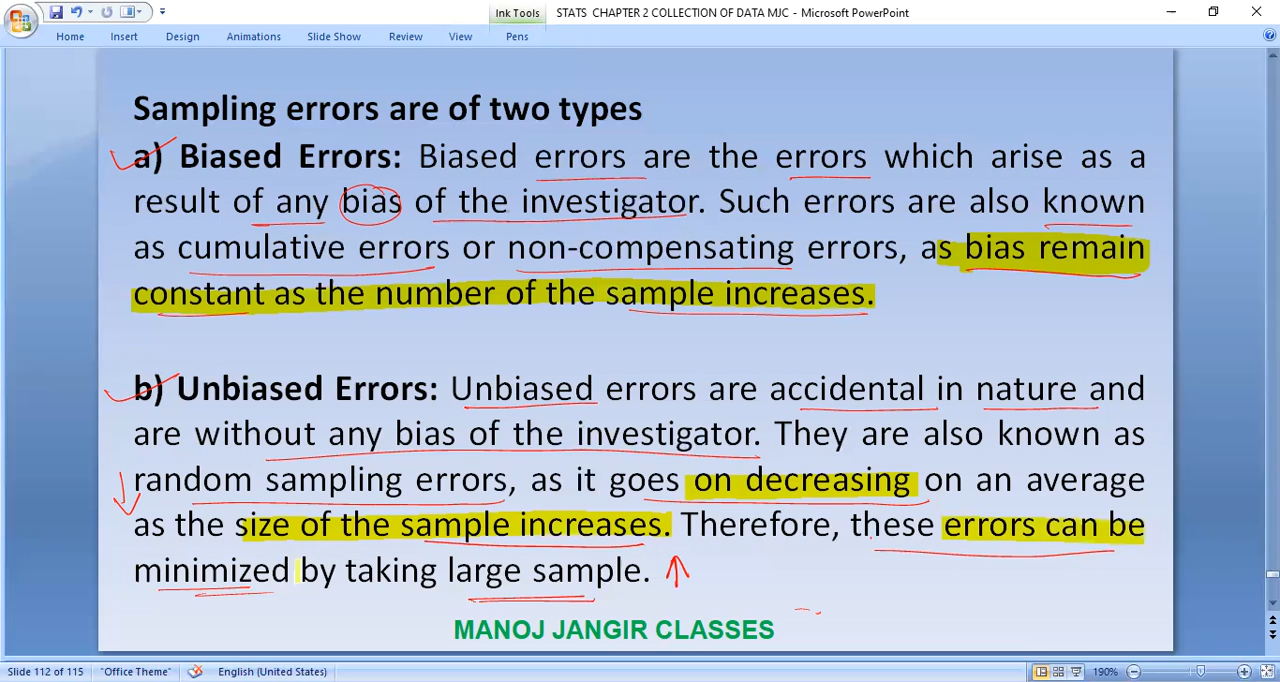 Ink Tools
STATS CHAPTER 2 COLLECTION OF DATA MJC - Microsoft PowerPoint
Home Insert Design Animations Slide Show Review View Pens
Sampling errors are of two types
a) Biased Errors: Biased errors are the errors which arise as a
result of any bias of the investigator. Such errors are also known
as cumulative errors or non-compensating errors, as bias remain
constant as the number of the sample increases.
b) Unbiased Errors: Unbiased errors are accidental in nature and
are without any bias of the investigator. They are also known as
random sampling errors, as it goes on decreasing on an average
as the size of the sample increases. Therefore, these errors can be
minimized by taking large sample.
MANOJ JANGIR CLASSES
Slide 112 of 115 "Office Theme" English (United States) 190%